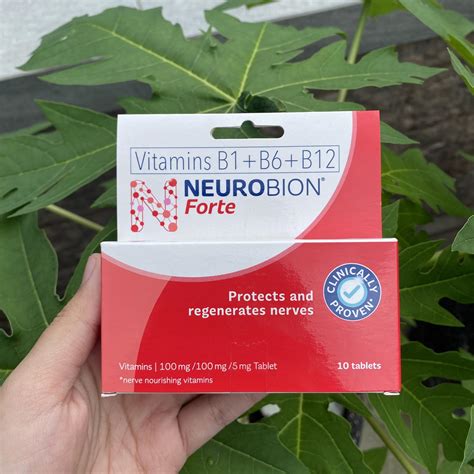 Vitamins B1+B6+B12
NEUROBION®
Forte
Protects and
regenerates nerves
CLINICALLY
PROVEN*
Vitamins | 100 mg /100 mg /5 mg Tablet
10 tablets
*nerve nourishing vitamins